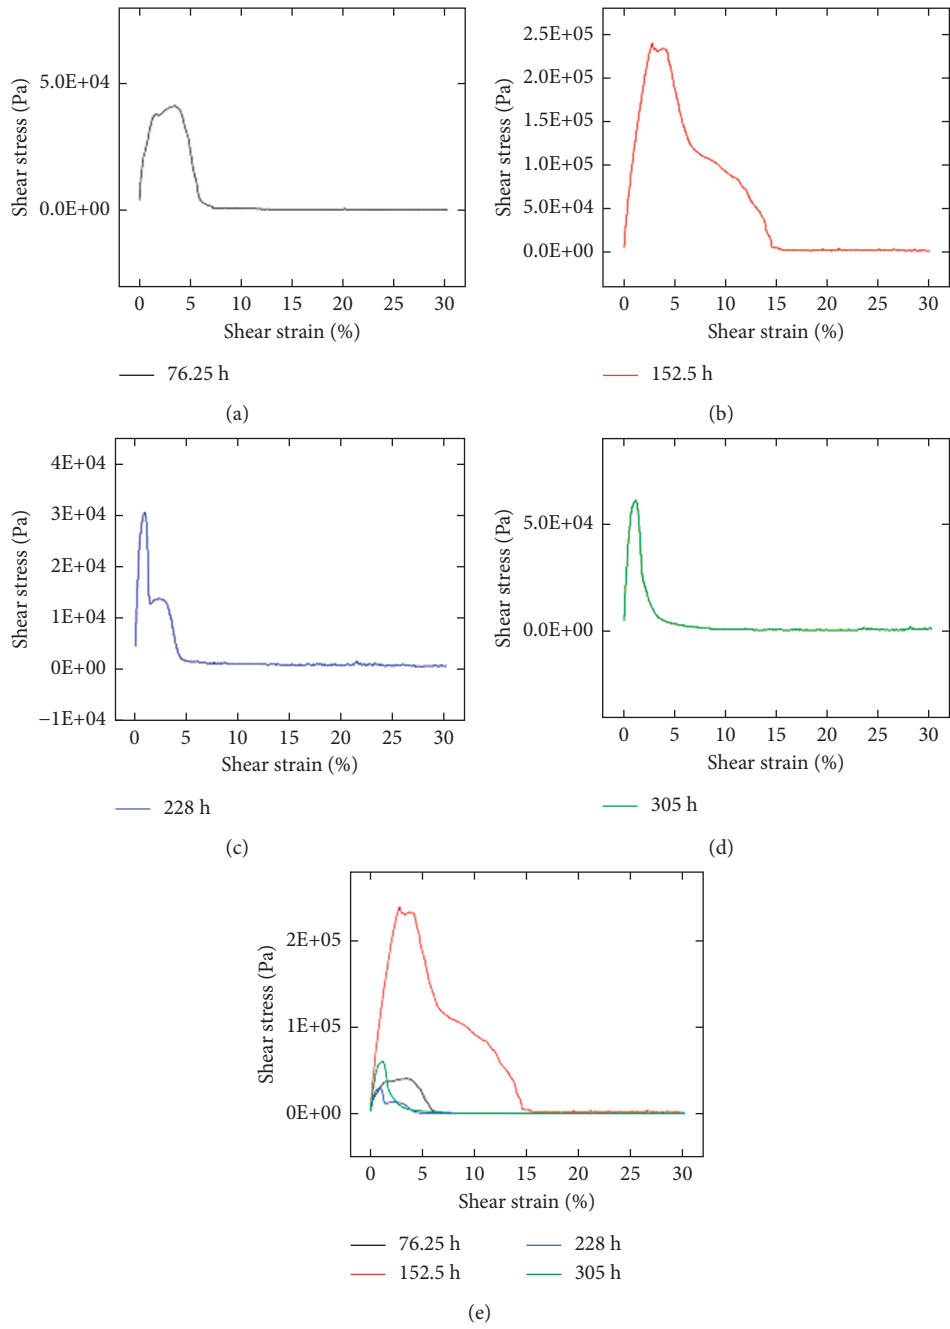 5.0E+04
0.0E+00
Shear stress (Pa)
0 5 10 15 20 25 30
Shear strain (%)
76.25 h
(a)
2.5E+05
2.0E+05
1.5E+05
1.0E+05
5.0E+04
0.0E+00
Shear stress (Pa)
0 5 10 15 20 25 30
Shear strain (%)
152.5 h
(b)
4E+04
3E+04
2E+04
1E+04
0E+00
−1E+04
Shear stress (Pa)
0 5 10 15 20 25 30
Shear strain (%)
228 h
(c)
5.0E+04
0.0E+00
Shear stress (Pa)
0 5 10 15 20 25 30
Shear strain (%)
305 h
(d)
2E+05
1E+05
0E+00
Shear stress (Pa)
0 5 10 15 20 25 30
Shear strain (%)
76.25 h 228 h
152.5 h 305 h
(e)